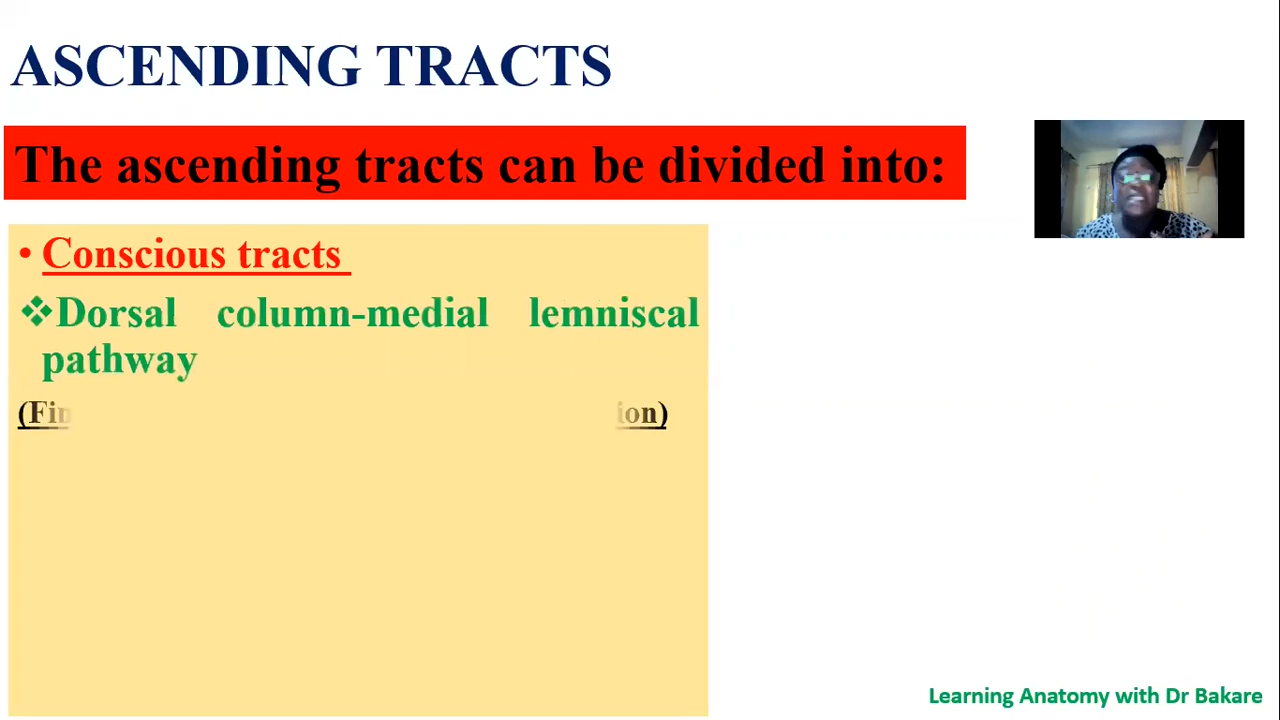 ASCENDING TRACTS
The ascending tracts can be divided into:
• Conscious tracts
❖Dorsal column-medial lemniscal
pathway
Learning Anatomy with Dr Bakare